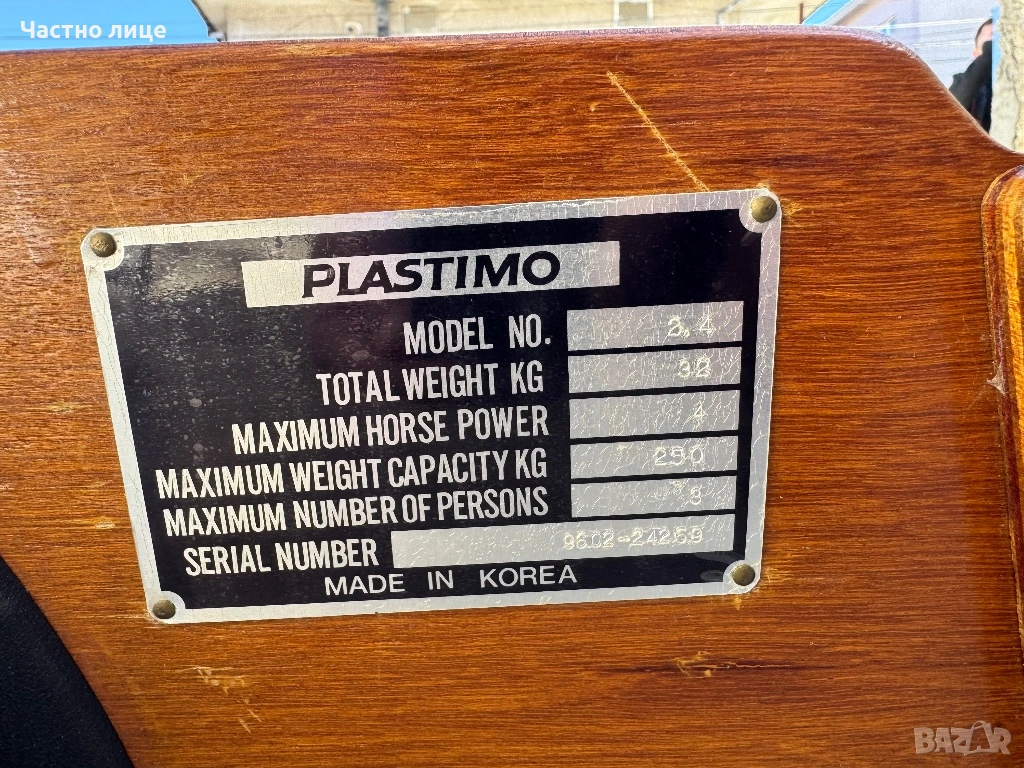 Частно лице
PLASTIMO
MODEL NO. 2.4
TOTAL WEIGHT KG 32
MAXIMUM HORSE POWER 4
MAXIMUM WEIGHT CAPACITY KG 250
MAXIMUM NUMBER OF PERSONS 3
SERIAL NUMBER 9602-24269
MADE IN KOREA
BAZAR